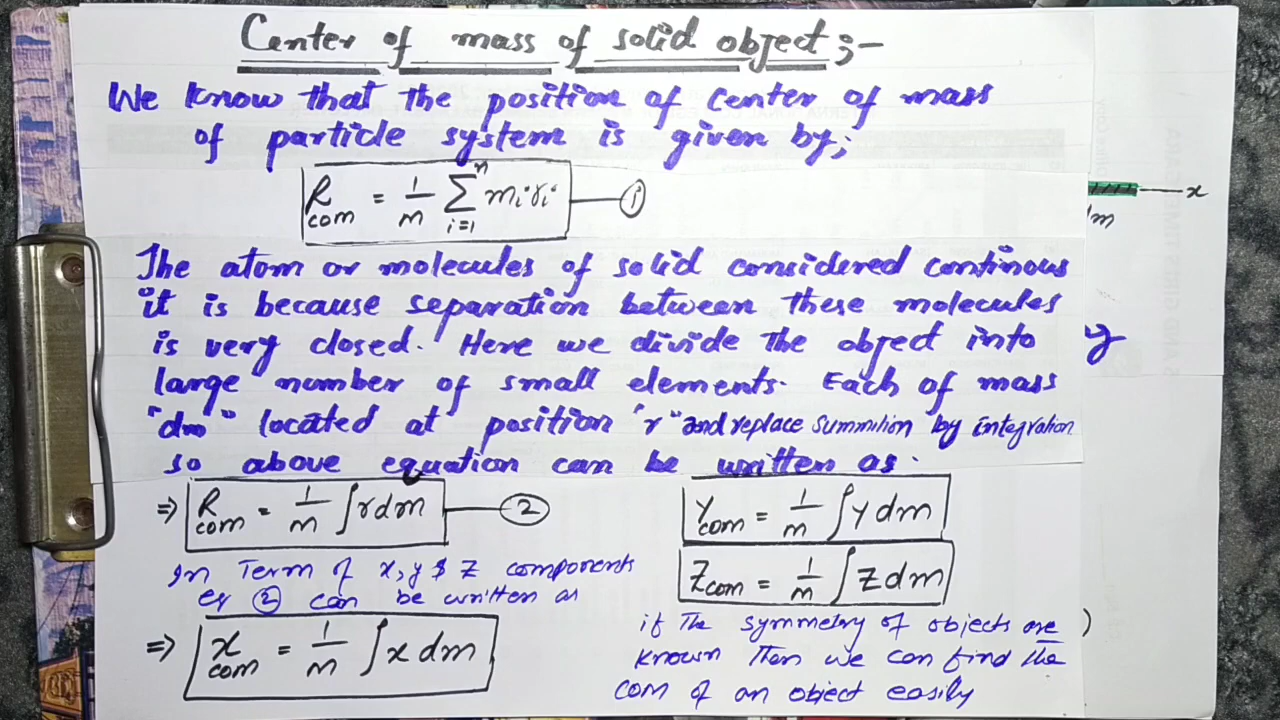 Center of mass of solid object;-
We know that the position of center of mass
of particle system is given by;
R com = 1/m ∑ i=1 n mi ri — ①
The atom or molecules of solid considered continous
it is because separation between these molecules
is very closed. Here we divide the object into
large number of small elements. Each of mass
"dm" located at position "r" and replace summition by integration
so above equation can be written as.
⇒ R com = 1/m ∫ r dm — ②
In Term of x, y $ z components
eq ② can be written as
⇒ x com = 1/m ∫ x dm
Ycom = 1/m ∫ y dm
Zcom = 1/m ∫ z dm
if The symmetry of objects are
known Then we can find the
com of an object easily
x
m
y
)